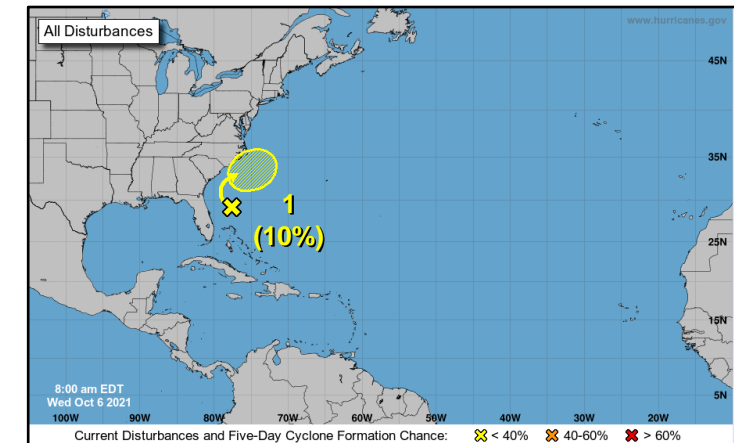 www.hurricanes.gov
All Disturbances
45N
35N
1
(10%)
25N
15N
8:00 am EDT
Wed Oct 6 2021
5N
100W 90W 80W 70W 60W 50W 40W 30W 20W
Current Disturbances and Five-Day Cyclone Formation Chance: < 40% 40-60% > 60%